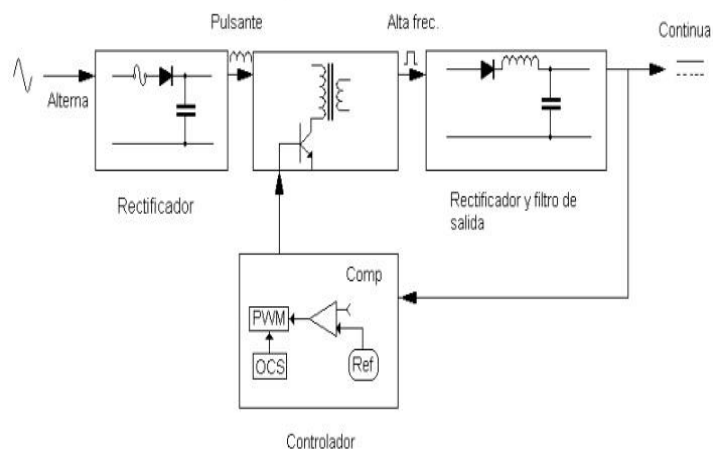 Pulsante
Alta frec.
Continua
Alterna
Rectificador
Rectificador y filtro de
salida
Comp
PWM
OCS
Ref
Controlador